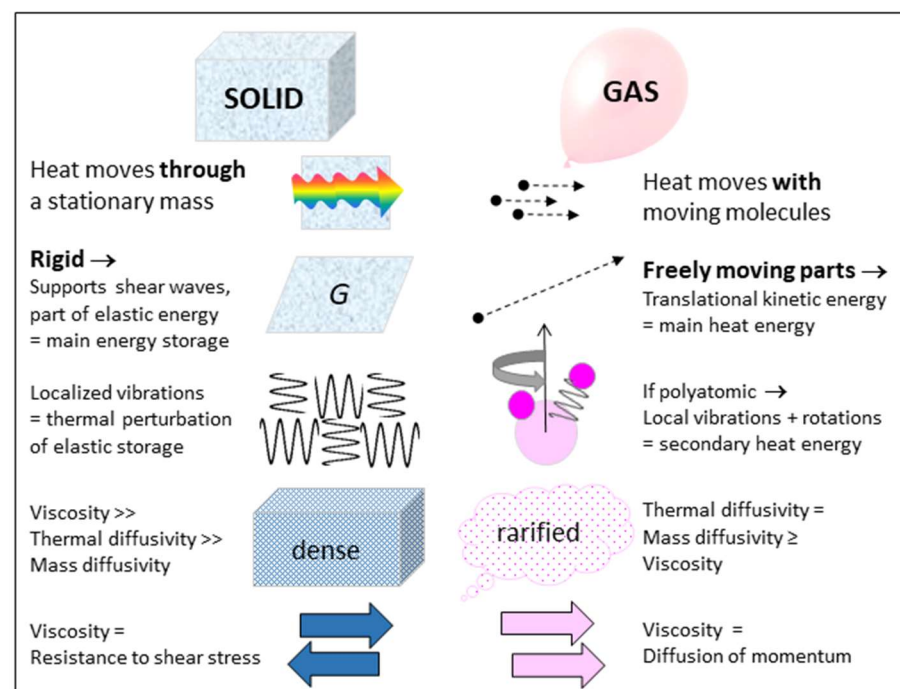 SOLID
GAS
Heat moves through
a stationary mass
Heat moves with
moving molecules
Rigid →
Supports shear waves,
part of elastic energy
= main energy storage
G
Freely moving parts →
Translational kinetic energy
= main heat energy
Localized vibrations
= thermal perturbation
of elastic storage
If polyatomic →
Local vibrations + rotations
= secondary heat energy
Viscosity >>
Thermal diffusivity >>
Mass diffusivity
dense
rarified
Thermal diffusivity =
Mass diffusivity ≥
Viscosity
Viscosity =
Resistance to shear stress
Viscosity =
Diffusion of momentum